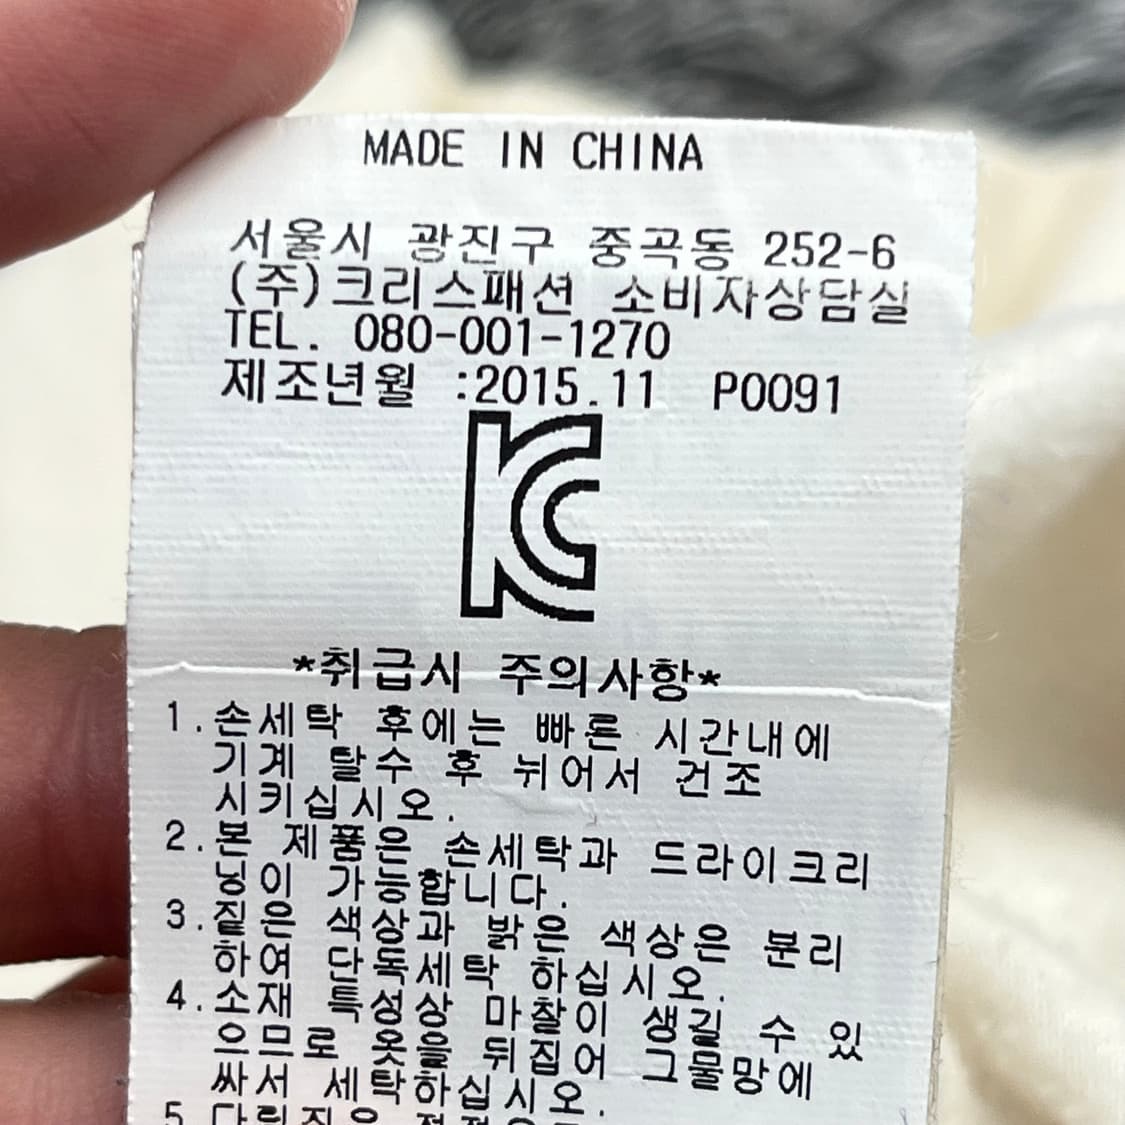 MADE IN CHINA
서울시 광진구 중곡동 252-6
(주)크리스패션 소비자상담실
TEL. 080-001-1270
제조년월 :2015.11 P0091
KC
*취급시 주의사항*
1.손세탁 후에는 빠른 시간내에
기계 탈수 후 뉘어서 건조
시키십시오.
2.본 제품은 손세탁과 드라이크리
닝이 가능합니다.
3.짙은 색상과 밝은 색상은 분리
하여 단독세탁 하십시오.
4.소재 특성상 마찰이 생길 수 있
으므로 옷을 뒤집어 그물망에
싸서 세탁하십시오.
5